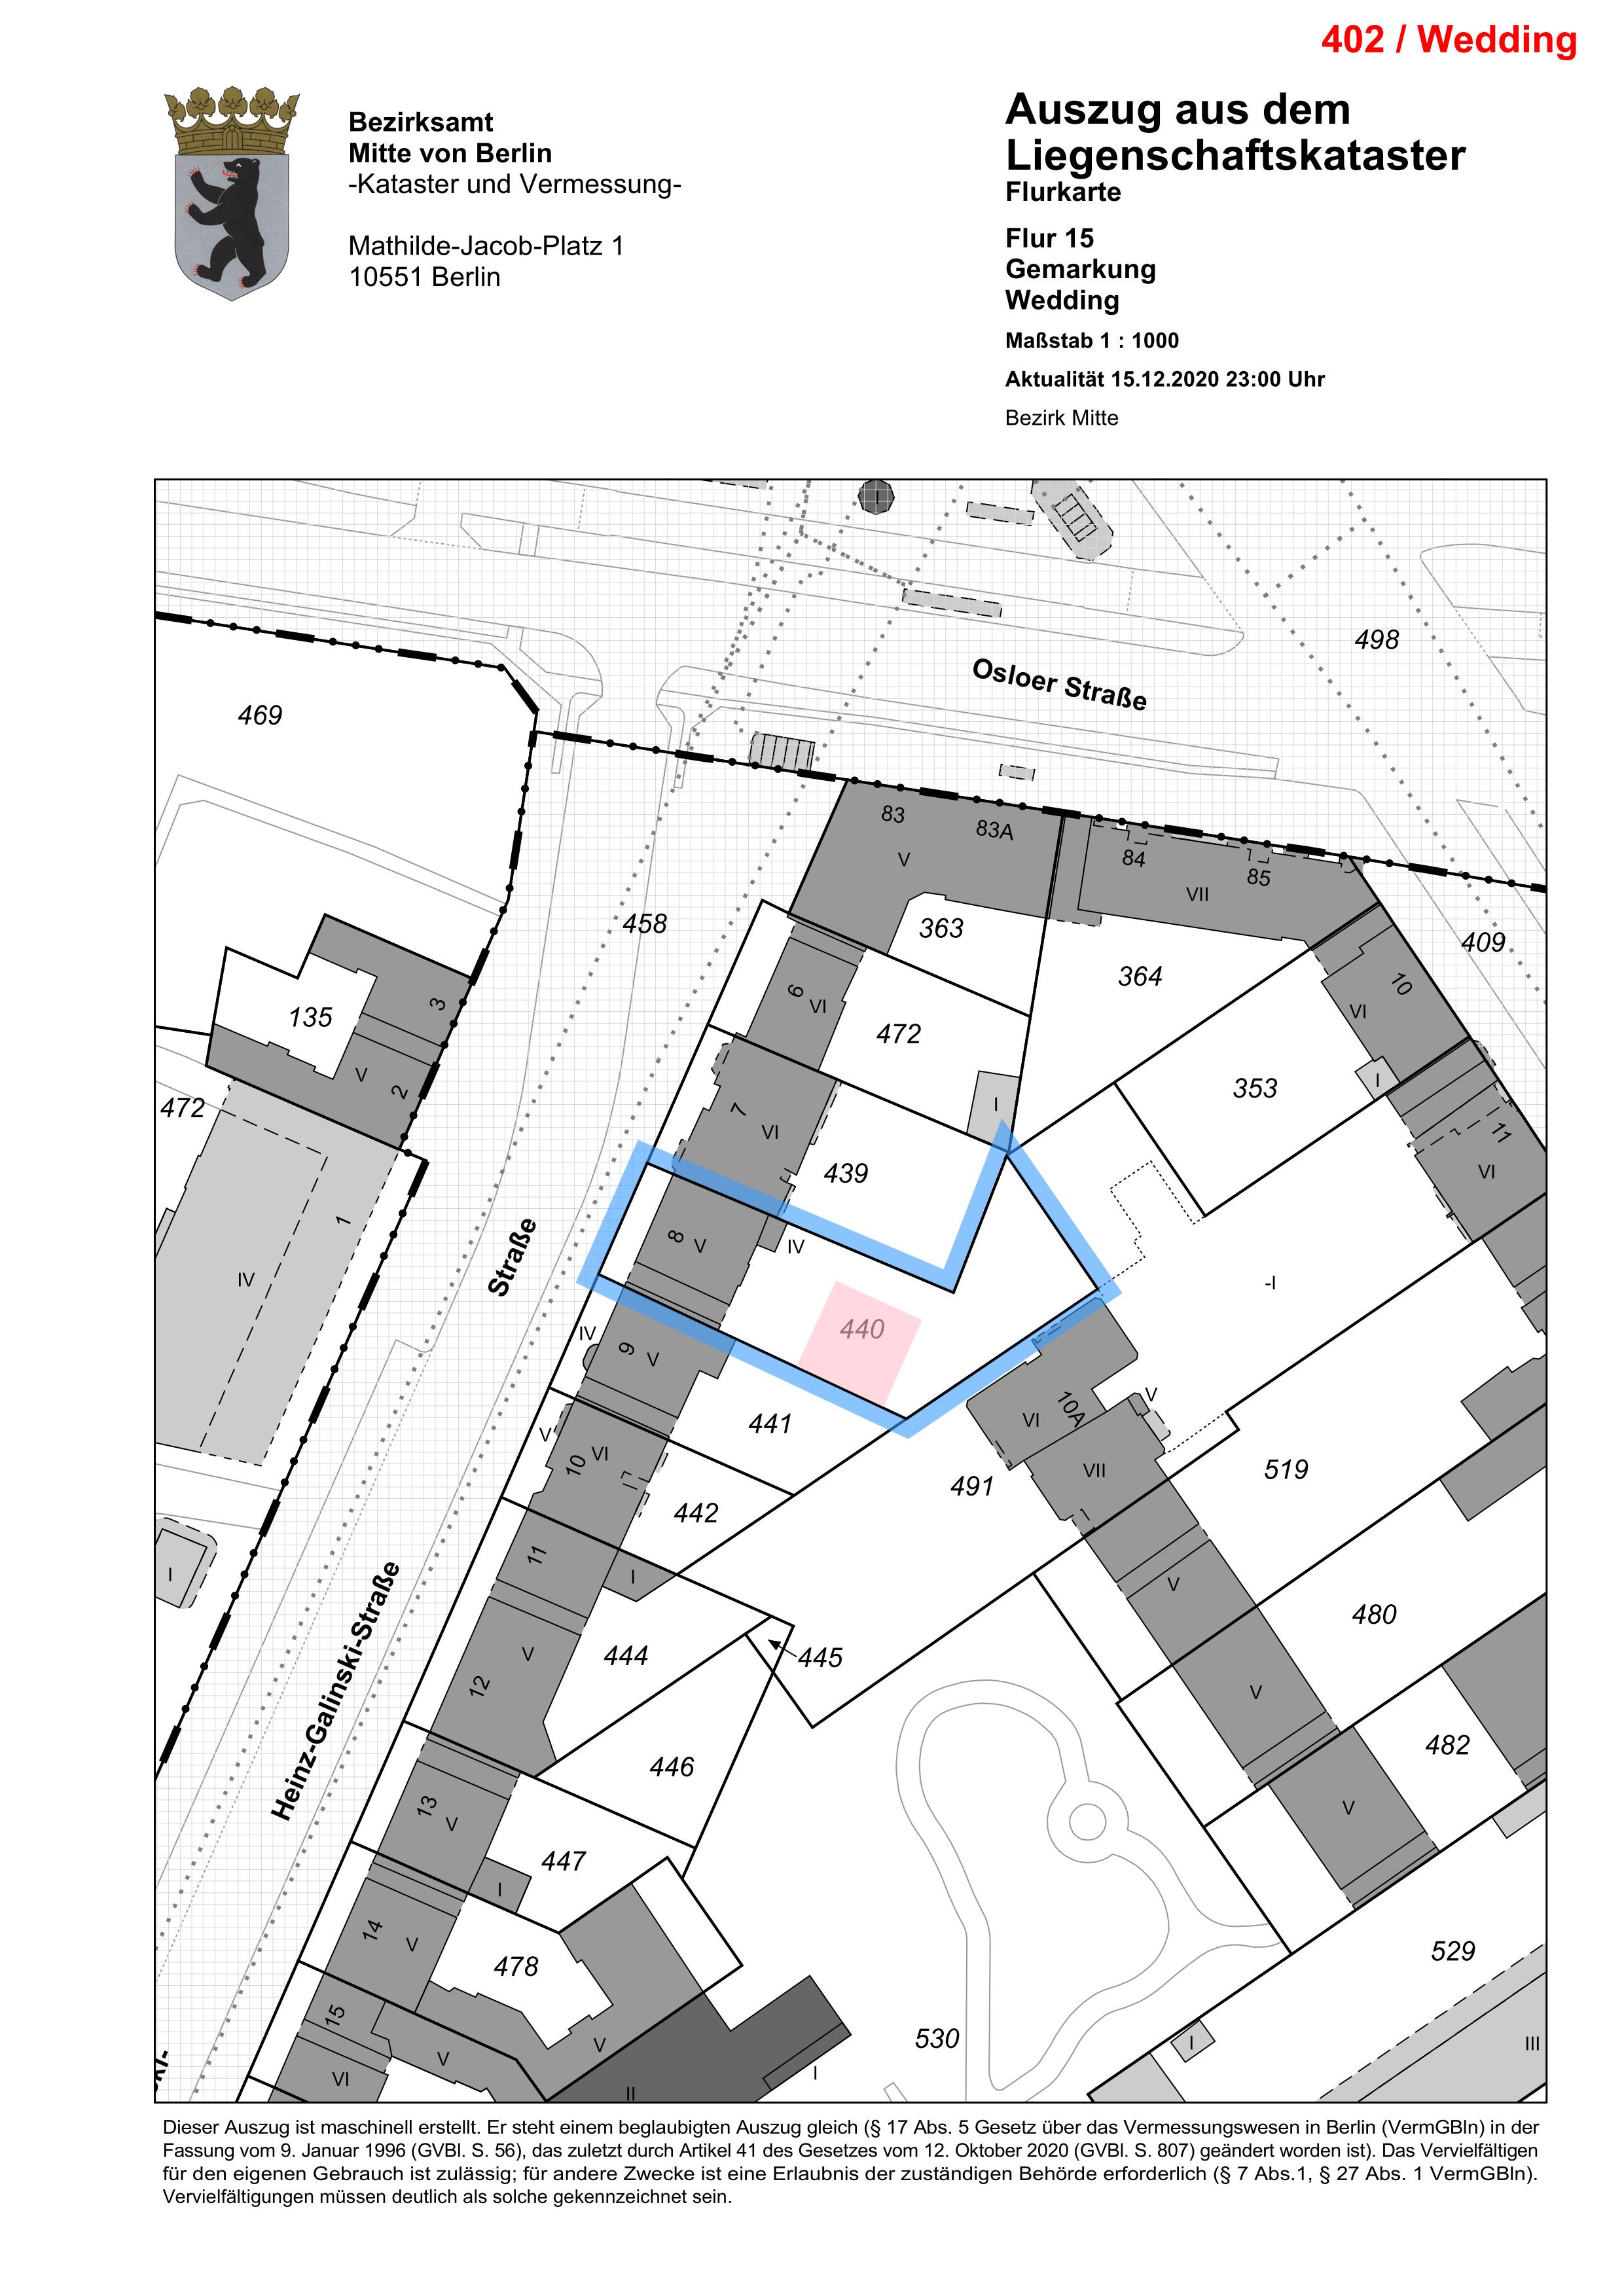 402 / Wedding
Bezirksamt
Mitte von Berlin
-Kataster und Vermessung-
Mathilde-Jacob-Platz 1
10551 Berlin
Auszug aus dem
Liegenschaftskataster
Flurkarte
Flur 15
Gemarkung
Wedding
Maßstab 1 : 1000
Aktualität 15.12.2020 23:00 Uhr
Bezirk Mitte
I
498
Osloer Straße
469
83
83A
84
85
V
VII
458
363
409
364
10
135
3
6
VI
VI
472
V
2
472
I
I
353
7
VI
11
VI
439
1
8
V
IV
Straße
IV
-I
440
IV
9
V
10A
V
VI
441
V
VI
10
VII
519
491
442
11
I
I
V
480
Heinz-Galinski-Straße
V
444
445
12
V
482
446
13
V
V
447
I
14
V
478
529
15
V
V
530
I
III
VI
I
II
ski-
Dieser Auszug ist maschinell erstellt. Er steht einem beglaubigten Auszug gleich (§ 17 Abs. 5 Gesetz über das Vermessungswesen in Berlin (VermGBln) in der
Fassung vom 9. Januar 1996 (GVBl. S. 56), das zuletzt durch Artikel 41 des Gesetzes vom 12. Oktober 2020 (GVBl. S. 807) geändert worden ist). Das Vervielfältigen
für den eigenen Gebrauch ist zulässig; für andere Zwecke ist eine Erlaubnis der zuständigen Behörde erforderlich (§ 7 Abs.1, § 27 Abs. 1 VermGBln).
Vervielfältigungen müssen deutlich als solche gekennzeichnet sein.